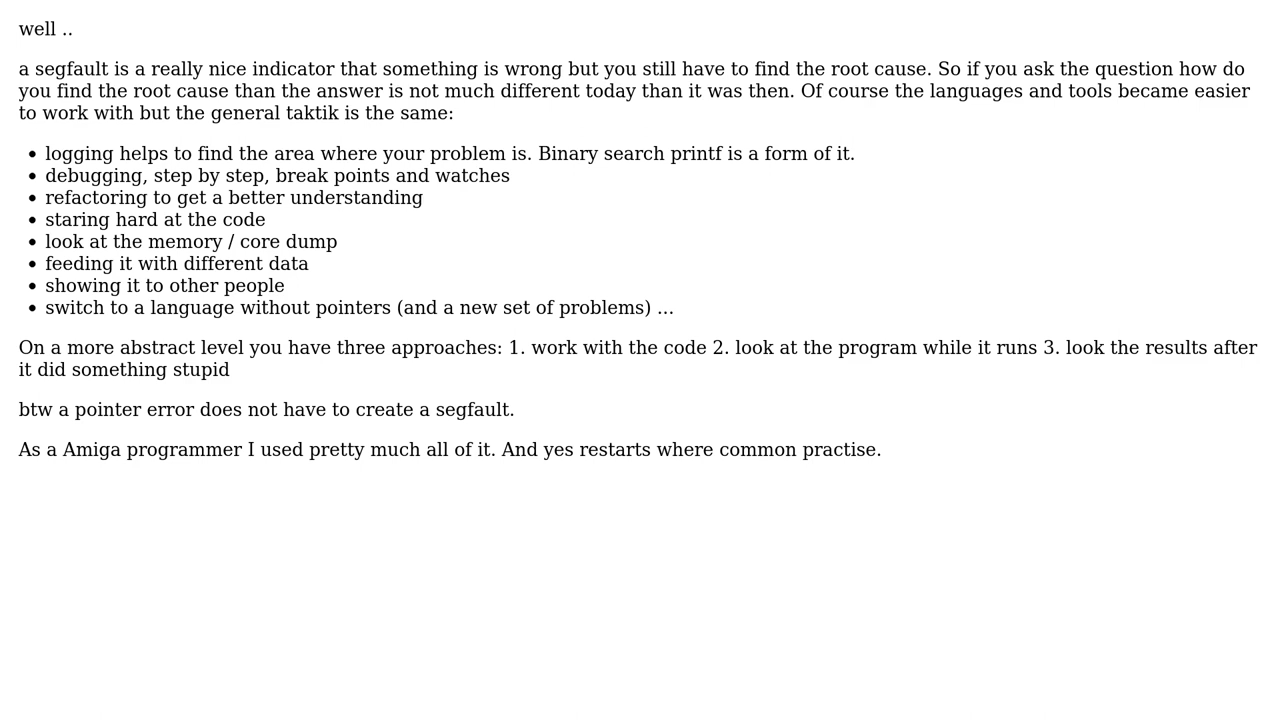 well ..
a segfault is a really nice indicator that something is wrong but you still have to find the root cause. So if you ask the question how do
you find the root cause than the answer is not much different today than it was then. Of course the languages and tools became easier
to work with but the general taktik is the same:
• logging helps to find the area where your problem is. Binary search printf is a form of it.
• debugging, step by step, break points and watches
• refactoring to get a better understanding
• staring hard at the code
• look at the memory / core dump
• feeding it with different data
• showing it to other people
• switch to a language without pointers (and a new set of problems) ...
On a more abstract level you have three approaches: 1. work with the code 2. look at the program while it runs 3. look the results after
it did something stupid
btw a pointer error does not have to create a segfault.
As a Amiga programmer I used pretty much all of it. And yes restarts where common practise.